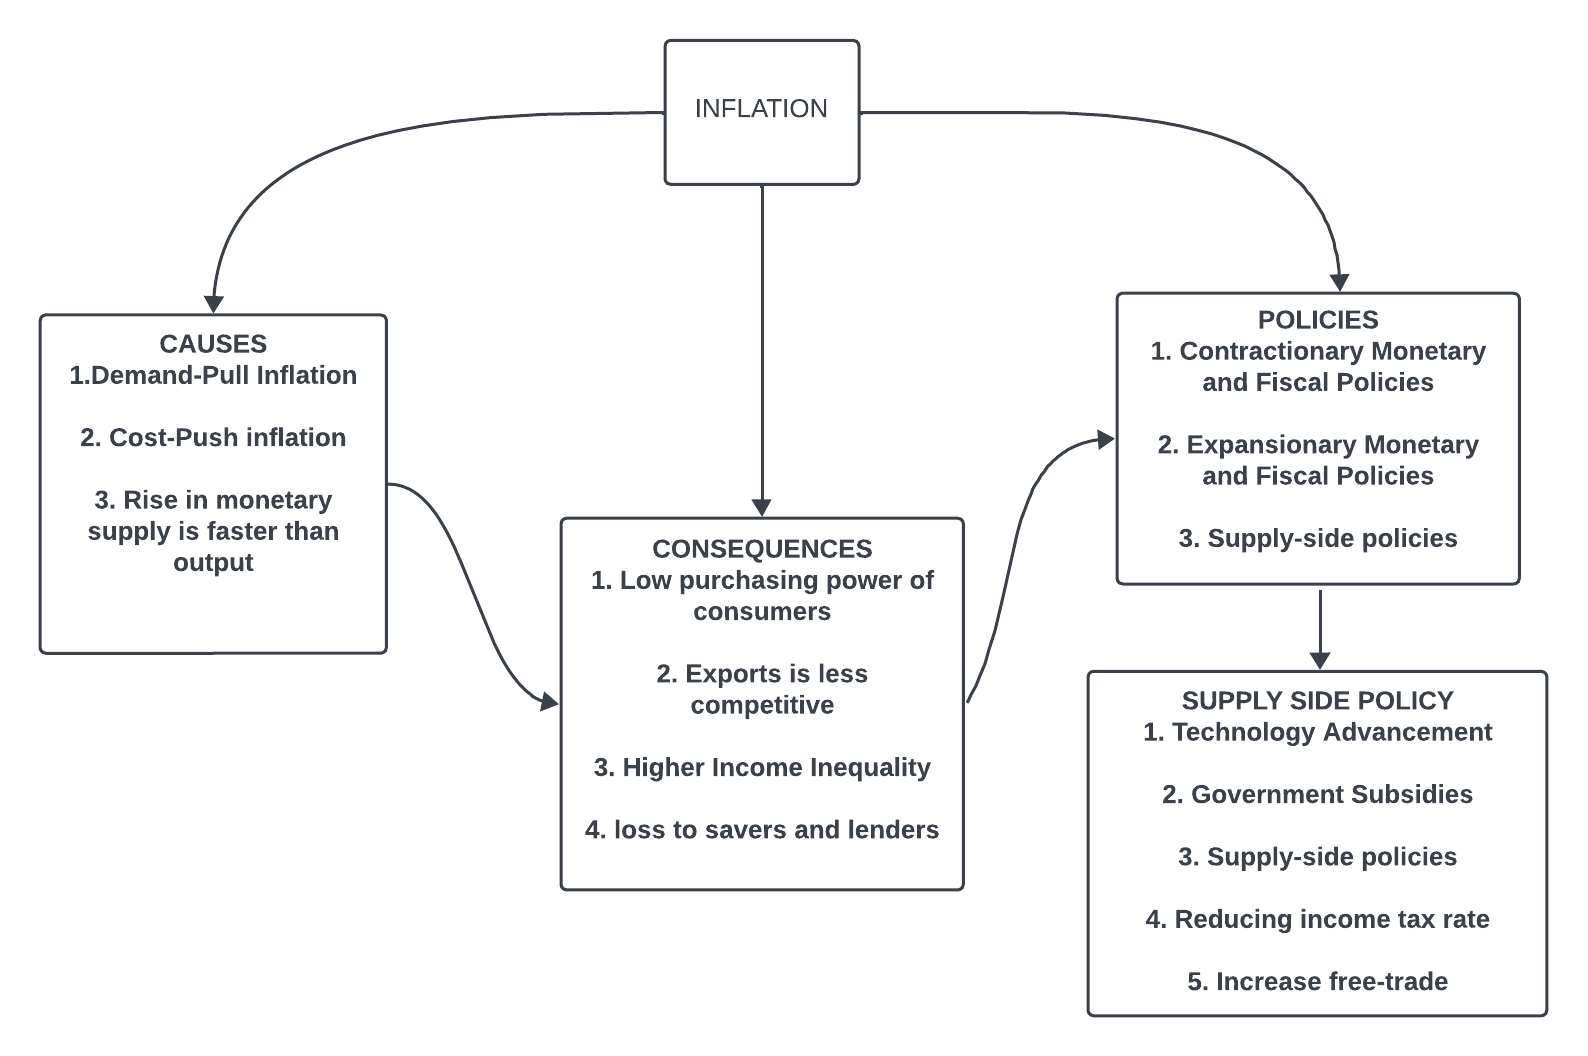 INFLATION
CAUSES
1.Demand-Pull Inflation
2. Cost-Push inflation
3. Rise in monetary
supply is faster than
output
CONSEQUENCES
1. Low purchasing power of
consumers
2. Exports is less
competitive
3. Higher Income Inequality
4. loss to savers and lenders
POLICIES
1. Contractionary Monetary
and Fiscal Policies
2. Expansionary Monetary
and Fiscal Policies
3. Supply-side policies
SUPPLY SIDE POLICY
1. Technology Advancement
2. Government Subsidies
3. Supply-side policies
4. Reducing income tax rate
5. Increase free-trade